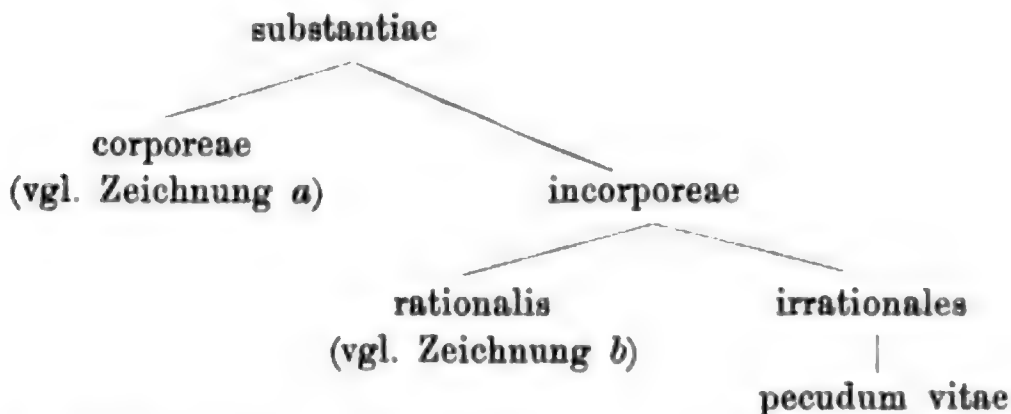 substantiae
corporeae
(vgl. Zeichnung a)
incorporeae
rationalis
irrationales
(vgl. Zeichnung b)
pecudum vitae